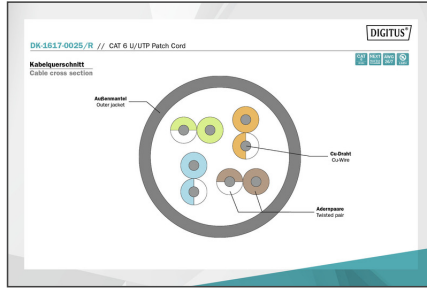 DIGITUS®
DK-1617-0025/R // CAT 6 U/UTP Patch Cord
Kabelquerschnitt
Cable cross section
Außenmantel
Outer jacket
Cu-Draht
Cu-Wire
Adernpaare
Twisted pair